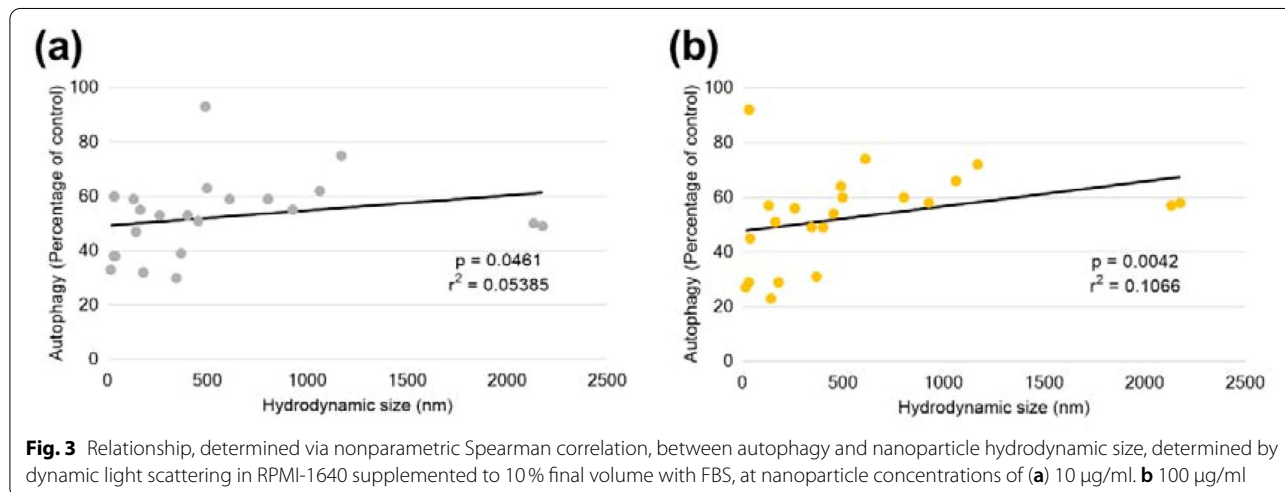 (a)
Autophagy (Percentage of control)
100
80
60
40
20
0
0 500 1000 1500 2000 2500
Hydrodynamic size (nm)
p = 0.0461
r² = 0.05385
(b)
Autophagy (Percentage of control)
100
80
60
40
20
0
0 500 1000 1500 2000 2500
Hydrodynamic size (nm)
p = 0.0042
r² = 0.1066
Fig. 3 Relationship, determined via nonparametric Spearman correlation, between autophagy and nanoparticle hydrodynamic size, determined by
dynamic light scattering in RPMI-1640 supplemented to 10% final volume with FBS, at nanoparticle concentrations of (a) 10 µg/ml. b 100 µg/ml